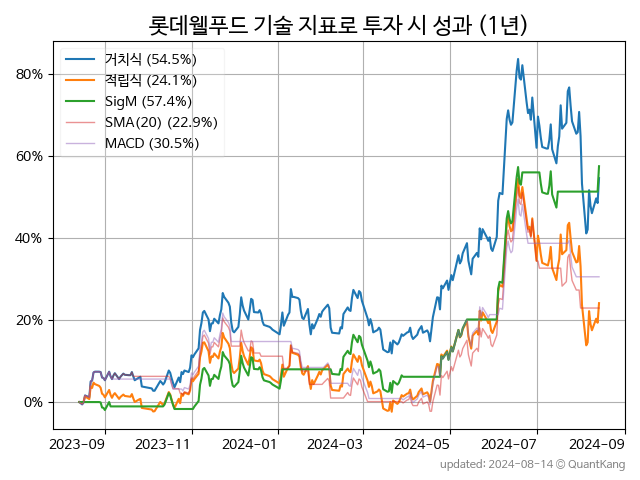 롯데웰푸드 기술 지표로 투자 시 성과 (1년)
거치식 (54.5%)
적립식 (24.1%)
SigM (57.4%)
SMA(20) (22.9%)
MACD (30.5%)
80%
60%
40%
20%
0%
2023-09 2023-11 2024-01 2024-03 2024-05 2024-07 2024-09
updated: 2024-08-14 © QuantKang